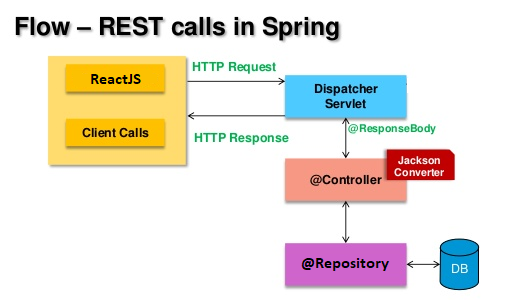 Flow – REST calls in Spring
ReactJS
Client Calls
HTTP Request
HTTP Response
Dispatcher
Servlet
@ResponseBody
Jackson
Converter
@Controller
@Repository
DB